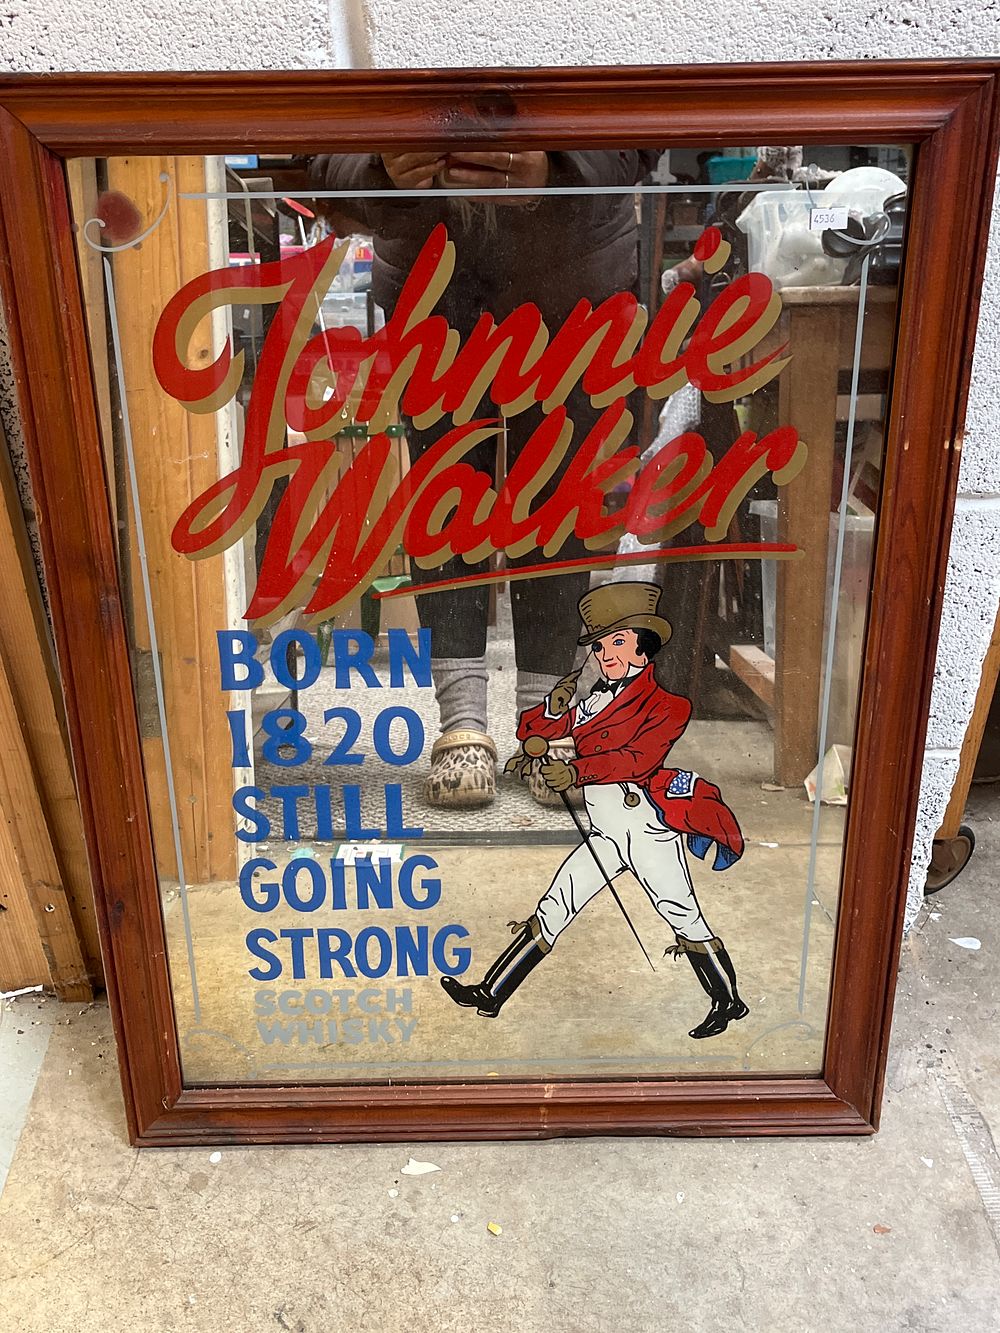 4536
Johnnie
Walker
BORN
1820
STILL
GOING
STRONG
SCOTCH
WHISKY